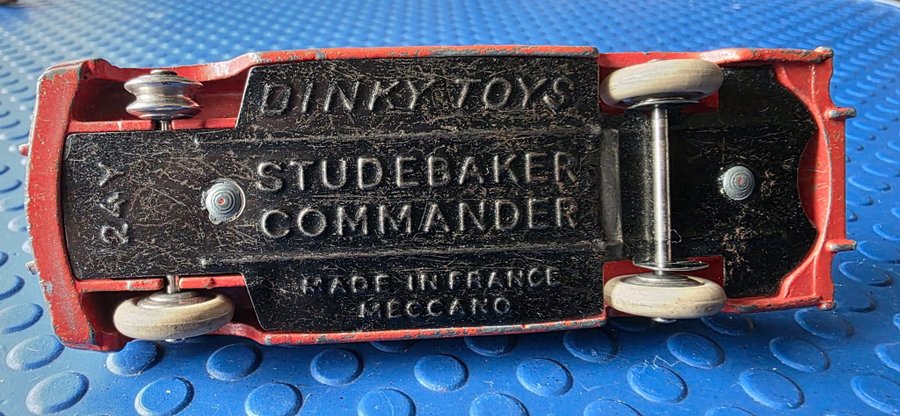 DINKY TOYS
STUDEBAKER
COMMANDER
24Y
MADE IN FRANCE
MECCANO